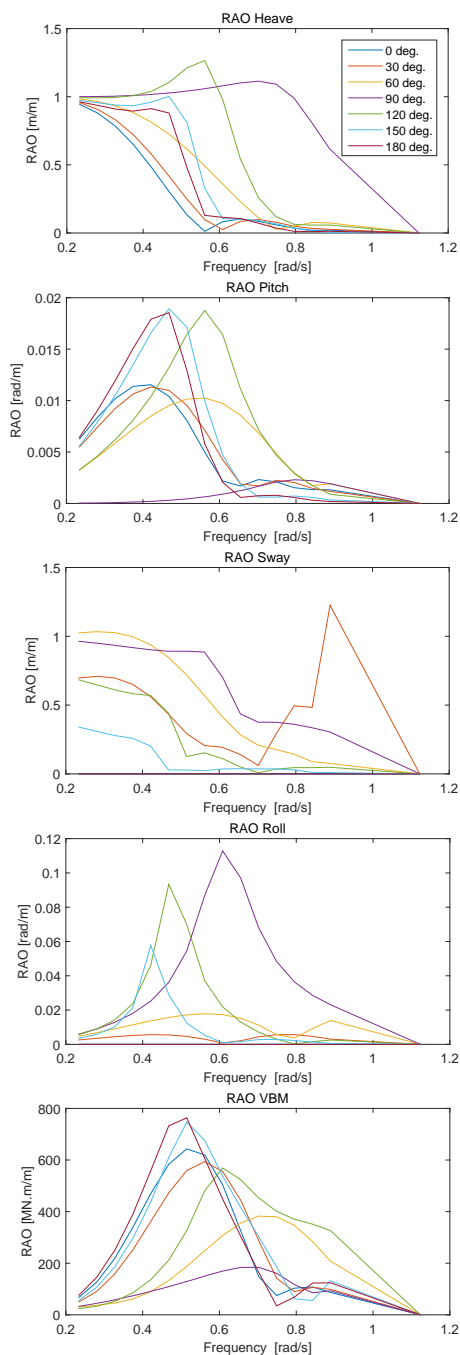 RAO Heave
1.5
1
0.5
0
RAO [m/m]
0 deg.
30 deg.
60 deg.
90 deg.
120 deg.
150 deg.
180 deg.
0.2 0.4 0.6 0.8 1 1.2
Frequency [rad/s]
RAO Pitch
0.02
0.015
0.01
0.005
0
RAO [rad/m]
0.2 0.4 0.6 0.8 1 1.2
Frequency [rad/s]
RAO Sway
1.5
1
0.5
0
RAO [m/m]
0.2 0.4 0.6 0.8 1 1.2
Frequency [rad/s]
RAO Roll
0.12
0.1
0.08
0.06
0.04
0.02
0
RAO [rad/m]
0.2 0.4 0.6 0.8 1 1.2
Frequency [rad/s]
RAO VBM
800
600
400
200
0
RAO [MN.m/m]
0.2 0.4 0.6 0.8 1 1.2
Frequency [rad/s]